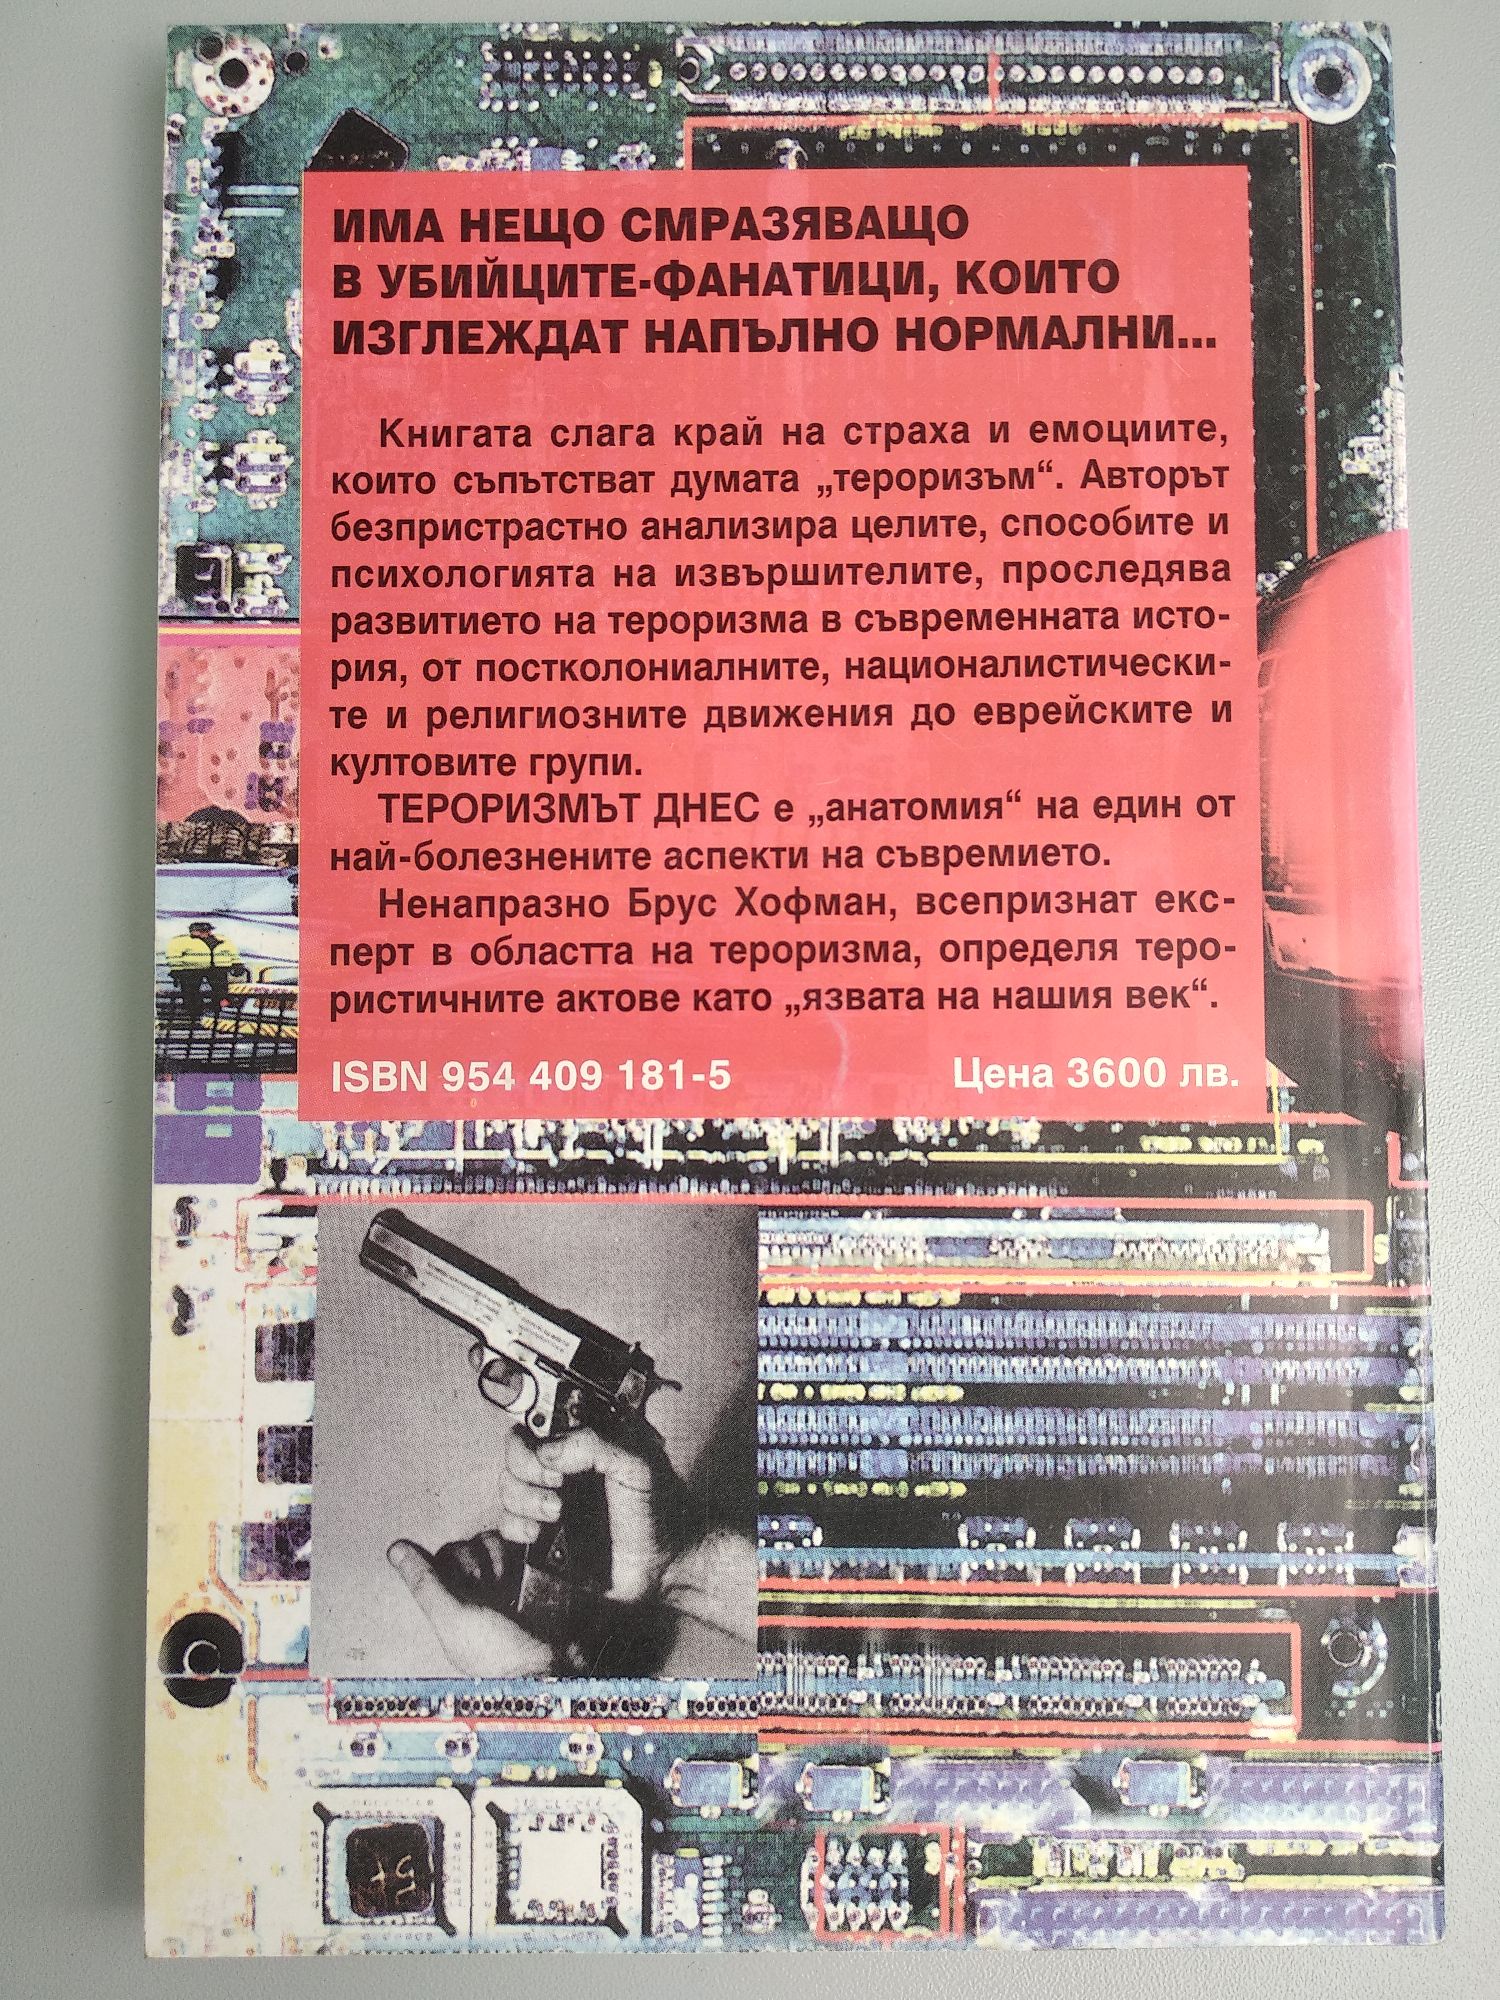 ИМА НЕЩО СМРАЗЯВАЩО
В УБИЙЦИТЕ-ФАНАТИЦИ, КОИТО
ИЗГЛЕЖДАТ НАПЪЛНО НОРМАЛНИ...
Книгата слага край на страха и емоциите,
които съпътстват думата „тероризъм“. Авторът
безпристрастно анализира целите, способите и
психологията на извършителите, проследява
развитието на тероризма в съвременната исто-
рия, от постколониалните, националистически-
те и религиозните движения до еврейските и
култовите групи.
ТЕРОРИЗМЪТ ДНЕС е „анатомия“ на един от
най-болезнените аспекти на съвремието.
Ненапразно Брус Хофман, всепризнат екс-
перт в областта на тероризма, определя теро-
ристичните актове като „язвата на нашия век“.
ISBN 954 409 181-5 Цена 3600 лв.